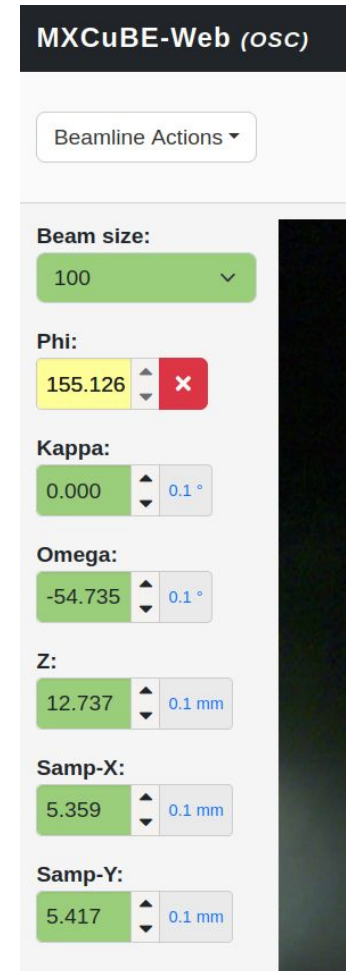 MXCuBE-Web (OSC)
Beamline Actions
Beam size:
100
Phi:
155.126
Kappa:
0.000 0.1 °
Omega:
-54.735 0.1 °
Z:
12.737 0.1 mm
Samp-X:
5.359 0.1 mm
Samp-Y:
5.417 0.1 mm